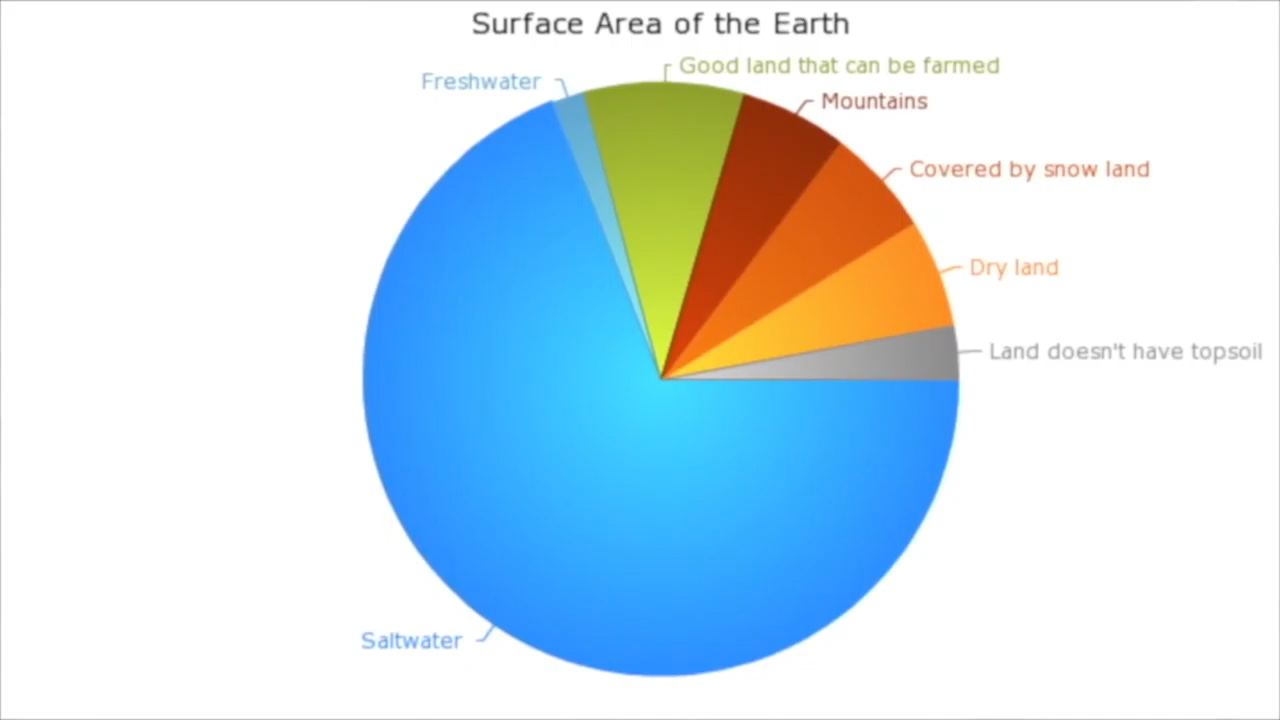 Surface Area of the Earth
Good land that can be farmed
Freshwater
Mountains
Covered by snow land
Dry land
Land doesn't have topsoil
Saltwater